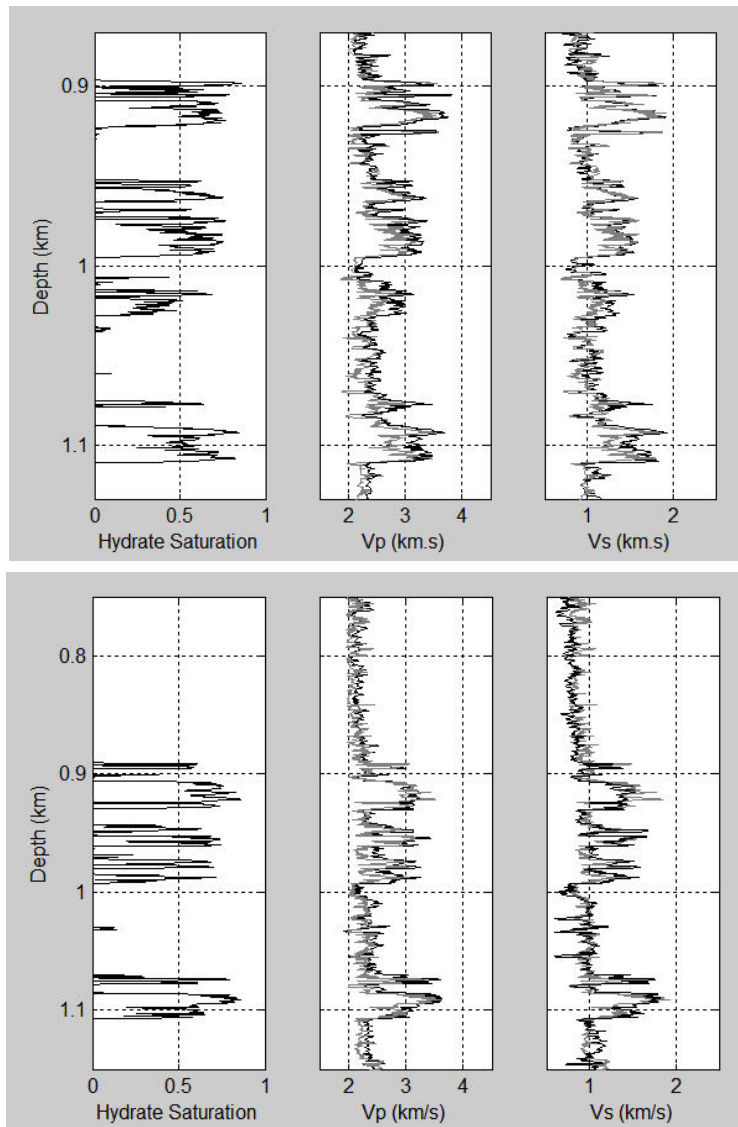 0.9
1
1.1
Depth (km)
0 0.5 1
Hydrate Saturation
2 3 4
Vp (km.s)
1 2
Vs (km.s)
0.8
0.9
1
1.1
Depth (km)
0 0.5 1
Hydrate Saturation
2 3 4
Vp (km/s)
1 2
Vs (km/s)